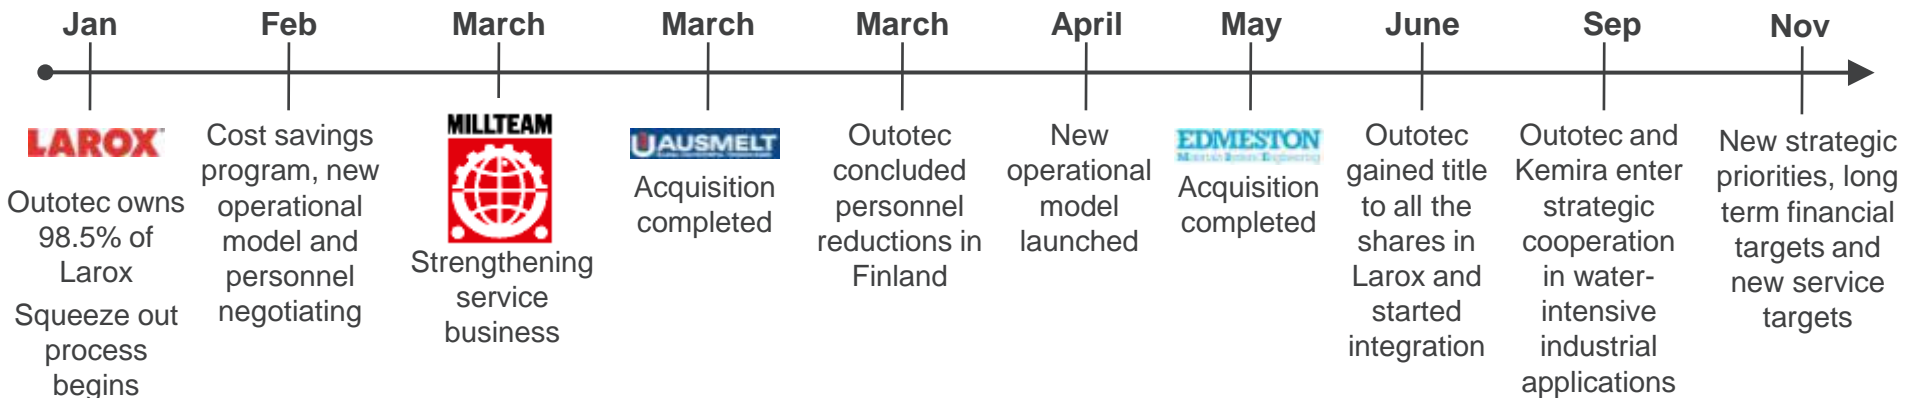 Jan
LAROX
Outotec owns
98.5% of
Larox
Squeeze out
process
begins
Feb
Cost savings
program, new
operational
model and
personnel
negotiating
March
MILLTEAM
Strengthening
service
business
March
AUSMELT
Acquisition
completed
March
Outotec
concluded
personnel
reductions in
Finland
April
New
operational
model
launched
May
EDMESTON
Acquisition
completed
June
Outotec
gained title
to all the
shares in
Larox and
started
integration
Sep
Outotec and
Kemira enter
strategic
cooperation
in water-
intensive
industrial
applications
Nov
New strategic
priorities, long
term financial
targets and
new service
targets